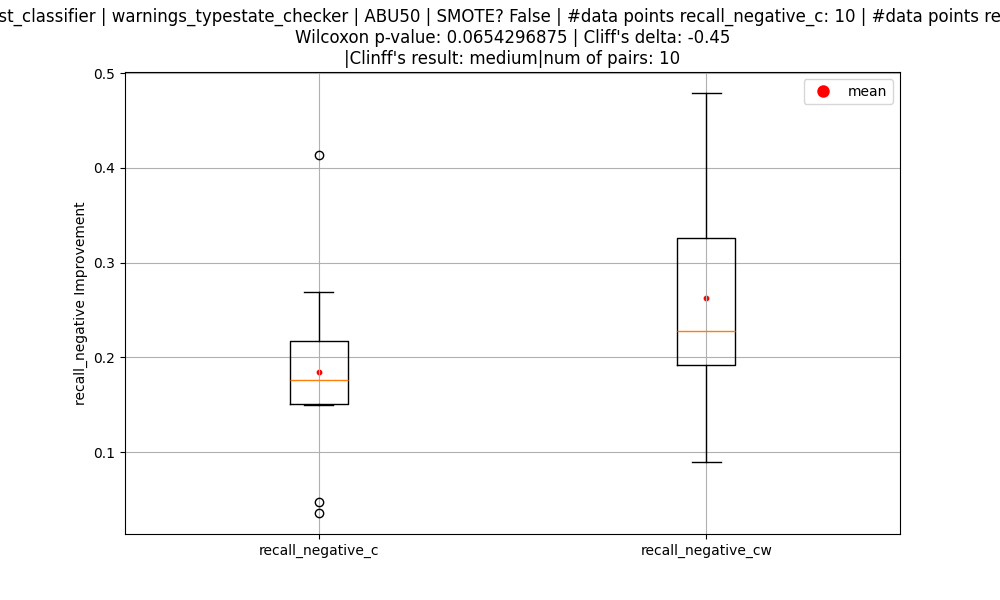 st_classifier | warnings_typestate_checker | ABU50 | SMOTE? False | #data points recall_negative_c: 10 | #data points re
Wilcoxon p-value: 0.0654296875 | Cliff's delta: -0.45
|Clinff's result: medium|num of pairs: 10
mean
0.5
0.4
0.3
0.2
0.1
recall_negative Improvement
recall_negative_c
recall_negative_cw